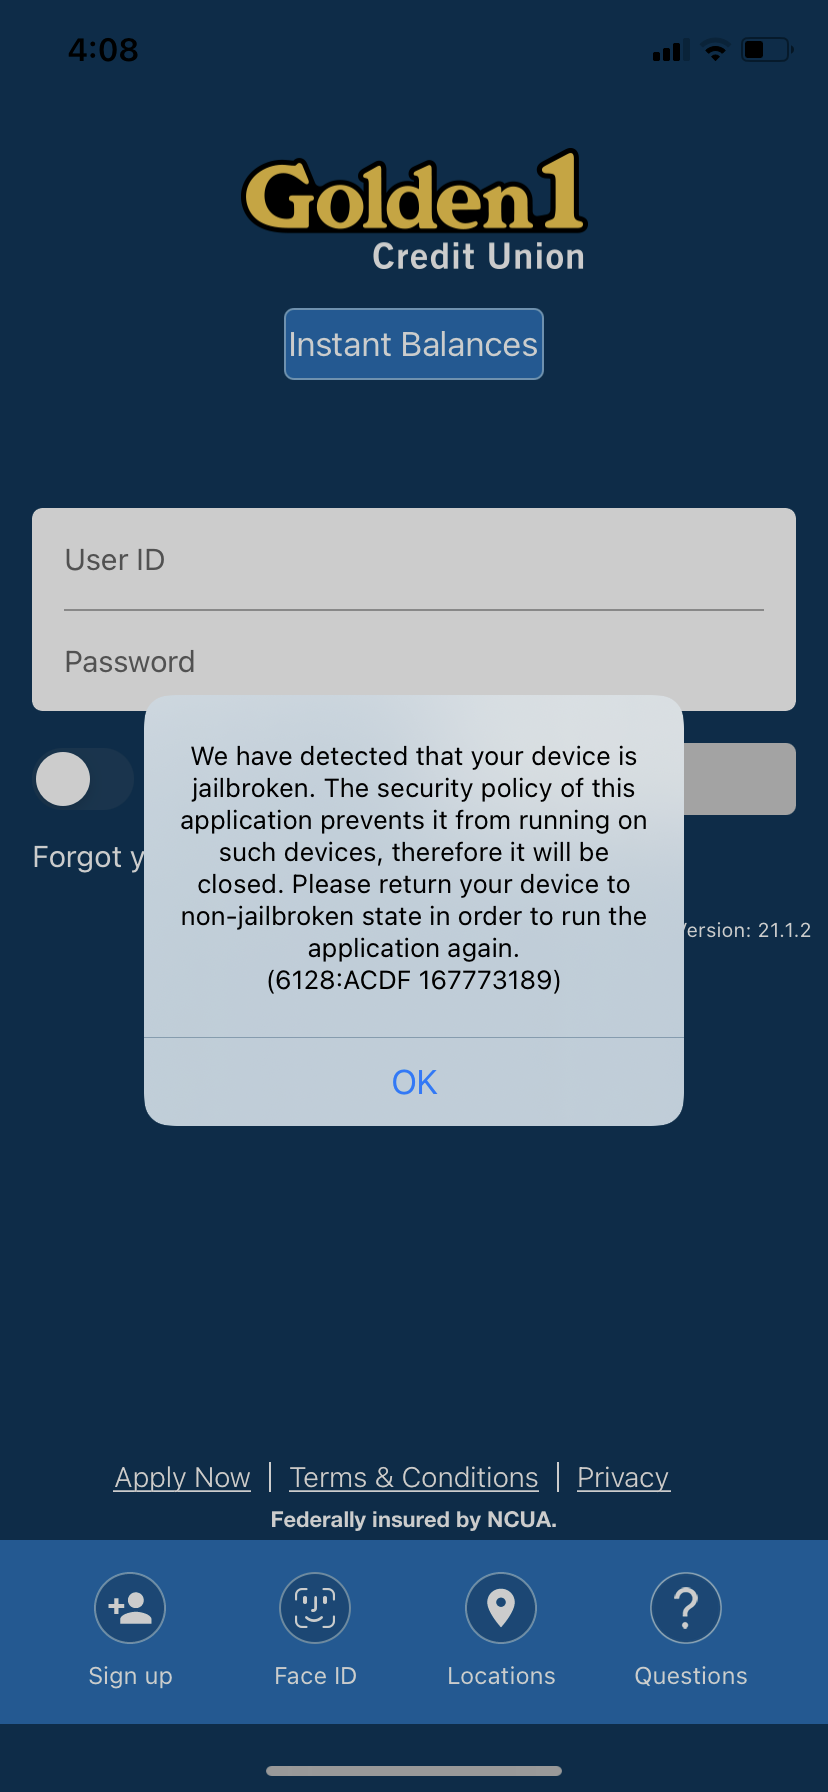 4:08
Golden1
Credit Union
Instant Balances
User ID
Password
We have detected that your device is
jailbroken. The security policy of this
application prevents it from running on
such devices, therefore it will be
closed. Please return your device to
non-jailbroken state in order to run the
application again.
(6128:ACDF 167773189)
OK
Forgot y
Version: 21.1.2
Apply Now | Terms & Conditions | Privacy
Federally insured by NCUA.
Sign up Face ID Locations Questions